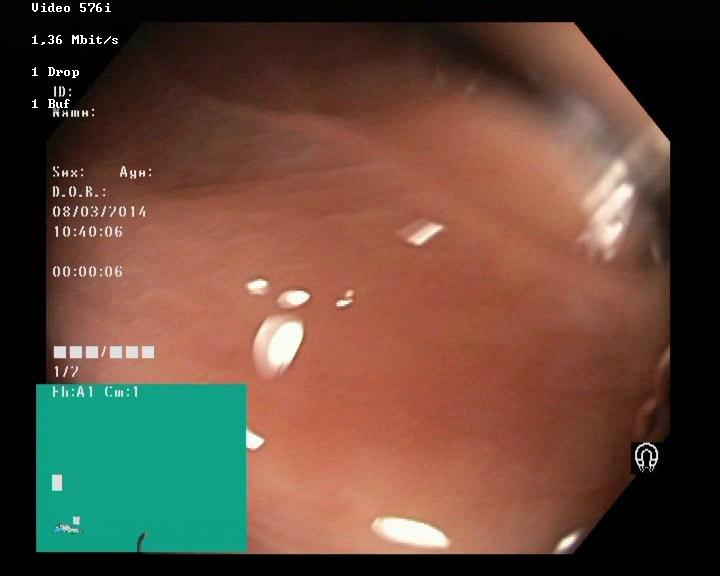 Video 576i
1,36 Mbit/s
1 Drop
ID:
1 Buf
Name:
Sex: Age:
D.O.B.:
08/03/2014
10:40:06
00:00:06
■■■/■■■
1/2
Eh:A1 Cm:1